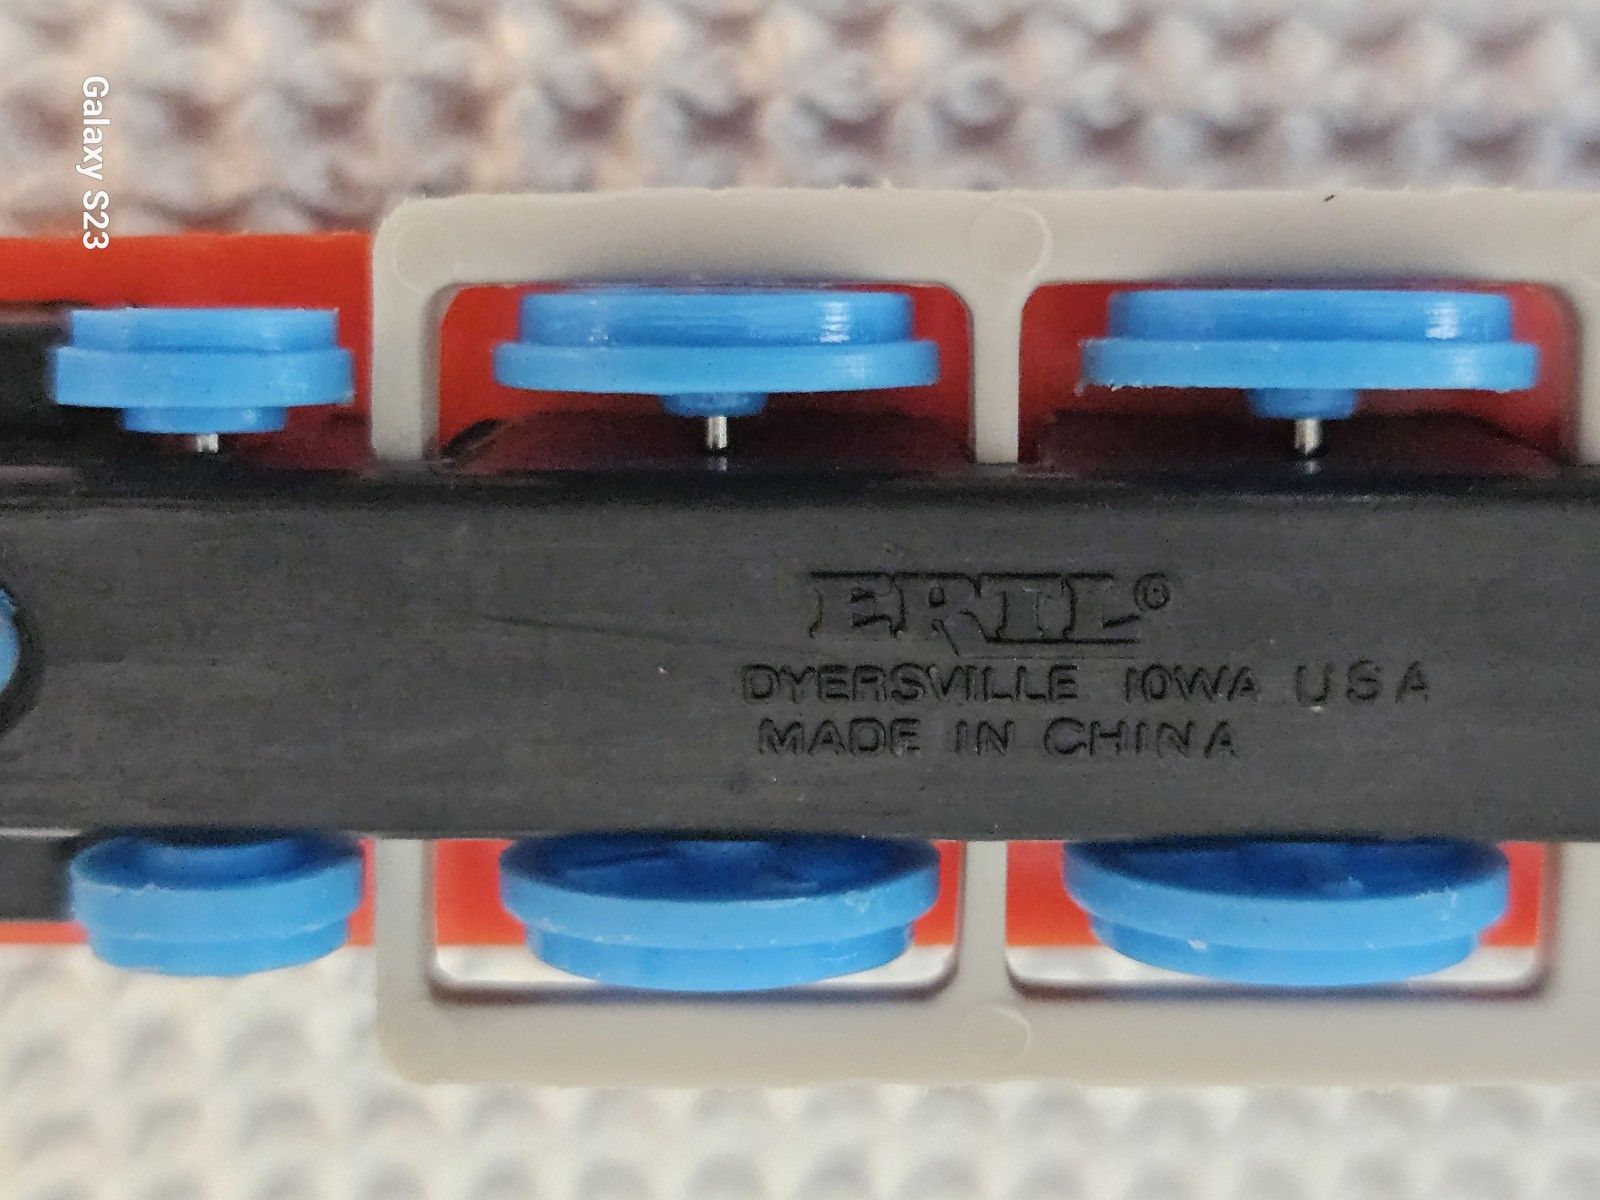 Galaxy S23
ERTL®
DYERSVILLE IOWA USA
MADE IN CHINA